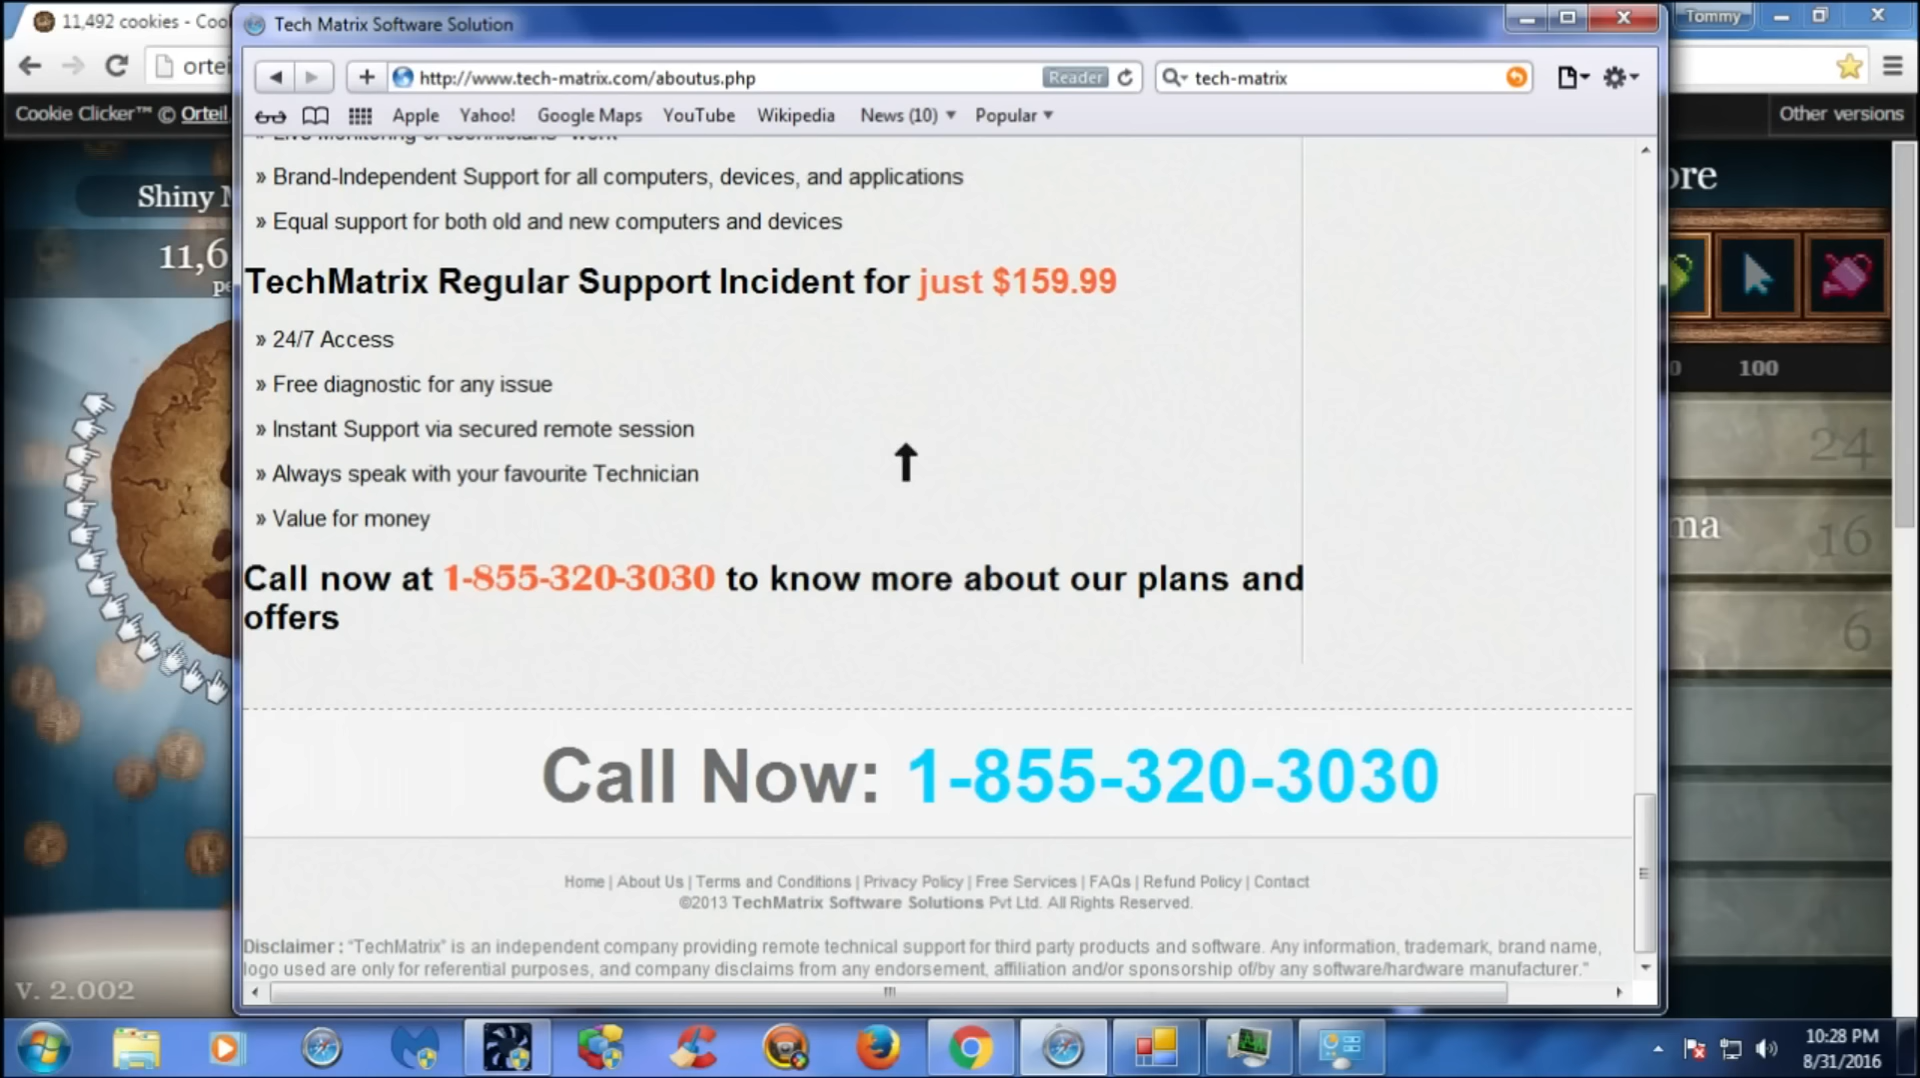 11,492 cookies - Coo
Tech Matrix Software Solution
Tommy
ortei
http://www.tech-matrix.com/aboutus.php
Reader
tech-matrix
Cookie Clicker™ © Orteil
Apple Yahoo! Google Maps YouTube Wikipedia News (10) Popular
Other versions
» Live Monitoring of technicians' work
» Brand-Independent Support for all computers, devices, and applications
» Equal support for both old and new computers and devices
Shiny M
11,6
pe
ore
TechMatrix Regular Support Incident for just $159.99
» 24/7 Access
» Free diagnostic for any issue
» Instant Support via secured remote session
» Always speak with your favourite Technician
» Value for money
0 100
24
ma 16
6
Call now at 1-855-320-3030 to know more about our plans and
offers
Call Now: 1-855-320-3030
Home | About Us | Terms and Conditions | Privacy Policy | Free Services | FAQs | Refund Policy | Contact
©2013 TechMatrix Software Solutions Pvt Ltd. All Rights Reserved.
Disclaimer : "TechMatrix" is an independent company providing remote technical support for third party products and software. Any information, trademark, brand name,
logo used are only for referential purposes, and company disclaims from any endorsement, affiliation and/or sponsorship of/by any software/hardware manufacturer."
v. 2.002
10:28 PM
8/31/2016